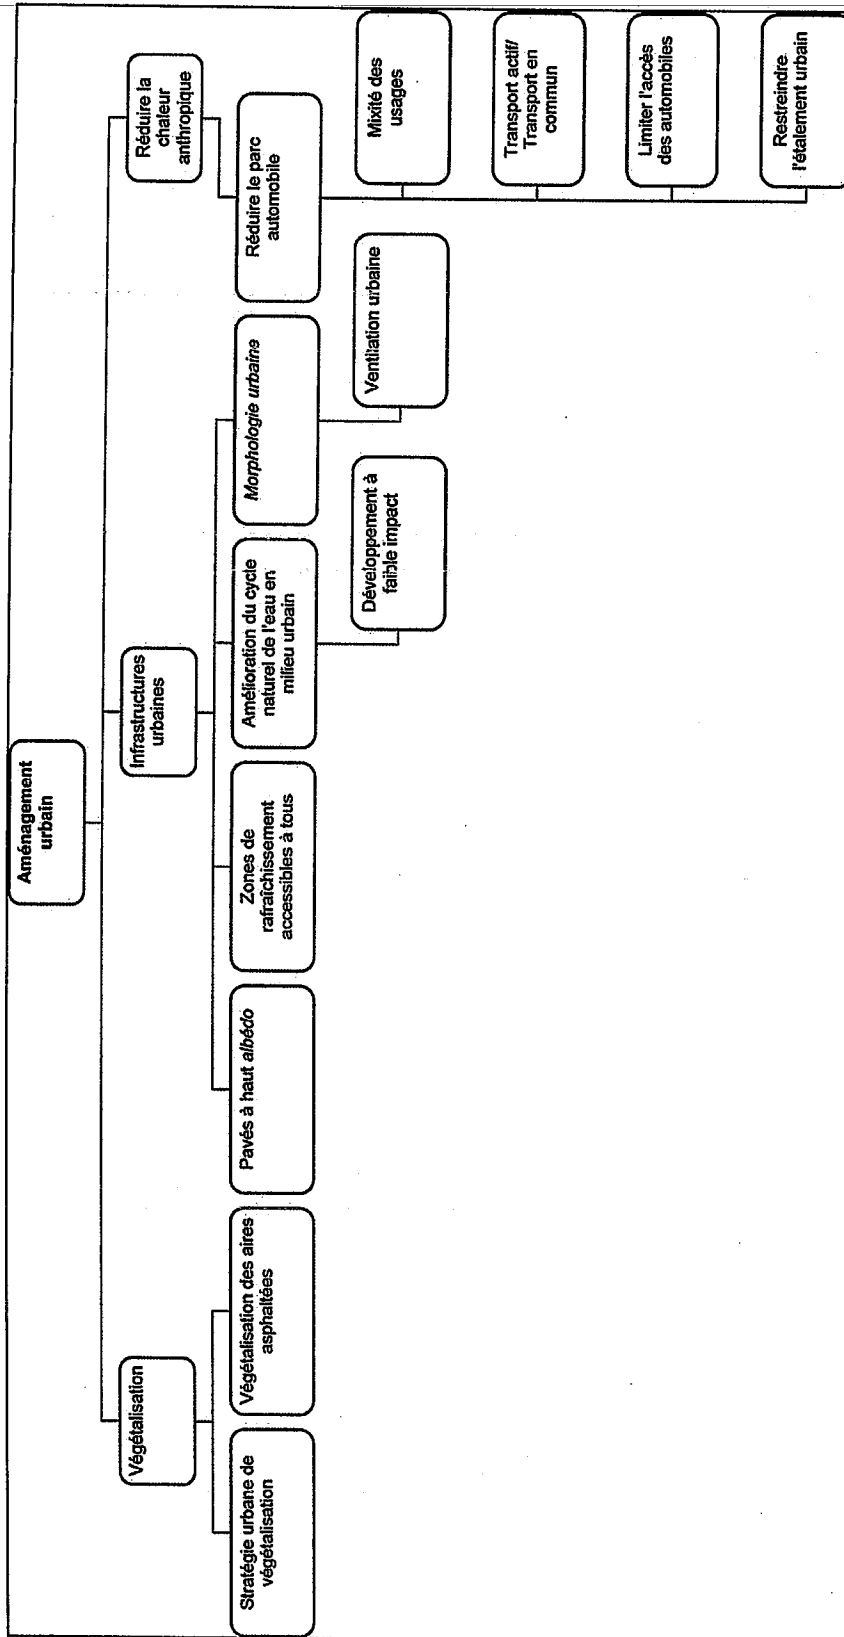 Aménagement
urbain
Végétalisation
Infrastructures
urbaines
Réduire la
chaleur
anthropique
Stratégie urbane de
végétalisation
Végétalisation des aires
asphaltées
Pavés à haut albédo
Zones de
rafraîchissement
accessibles à tous
Amélioration du cycle
naturel de l'eau en
milieu urbain
Morphologie urbaine
Réduire le parc
automobile
Développement à
faible impact
Ventilation urbaine
Mixité des
usages
Transport actif/
Transport en
commun
Limiter l'accès
des automobiles
Restreindre
l'étalement urbain